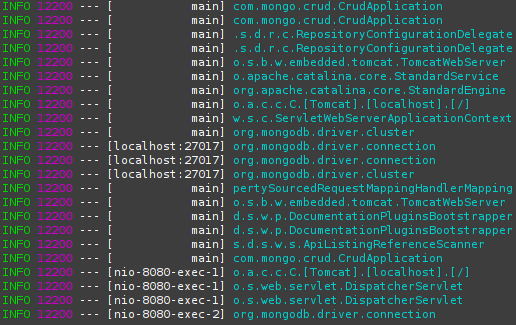 INFO 12200 --- [           main] com.mongo.crud.CrudApplication
INFO 12200 --- [           main] com.mongo.crud.CrudApplication
INFO 12200 --- [           main] .s.d.r.c.RepositoryConfigurationDelegate
INFO 12200 --- [           main] .s.d.r.c.RepositoryConfigurationDelegate
INFO 12200 --- [           main] o.s.b.w.embedded.tomcat.TomcatWebServer
INFO 12200 --- [           main] o.apache.catalina.core.StandardService
INFO 12200 --- [           main] org.apache.catalina.core.StandardEngine
INFO 12200 --- [           main] o.a.c.c.C.[Tomcat].[localhost].[/]
INFO 12200 --- [           main] w.s.c.ServletWebServerApplicationContext
INFO 12200 --- [           main] org.mongodb.driver.cluster
INFO 12200 --- [localhost:27017] org.mongodb.driver.connection
INFO 12200 --- [localhost:27017] org.mongodb.driver.connection
INFO 12200 --- [localhost:27017] org.mongodb.driver.cluster
INFO 12200 --- [           main] pertySourcedRequestMappingHandlerMapping
INFO 12200 --- [           main] o.s.b.w.embedded.tomcat.TomcatWebServer
INFO 12200 --- [           main] d.s.w.p.DocumentationPluginsBootstrapper
INFO 12200 --- [           main] d.s.w.p.DocumentationPluginsBootstrapper
INFO 12200 --- [           main] s.d.s.w.s.ApiListingReferenceScanner
INFO 12200 --- [           main] com.mongo.crud.CrudApplication
INFO 12200 --- [nio-8080-exec-1] o.a.c.c.C.[Tomcat].[localhost].[/]
INFO 12200 --- [nio-8080-exec-1] o.s.web.servlet.DispatcherServlet
INFO 12200 --- [nio-8080-exec-1] o.s.web.servlet.DispatcherServlet
INFO 12200 --- [nio-8080-exec-2] org.mongodb.driver.connection